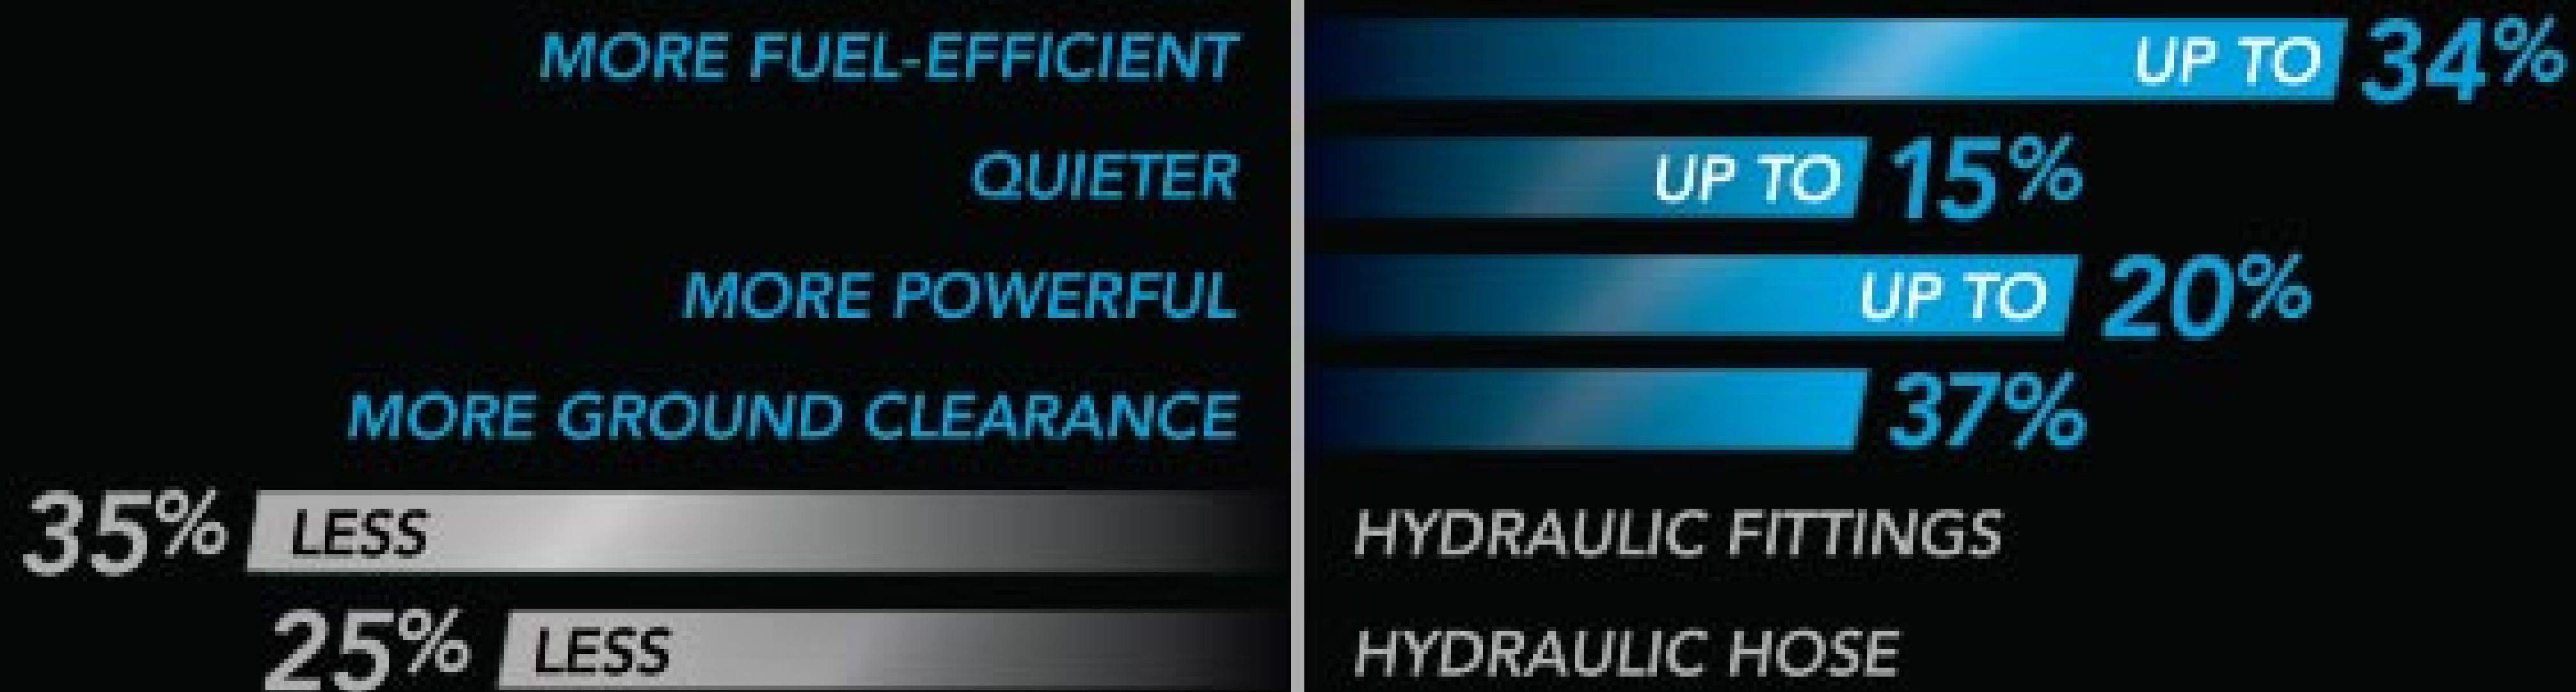 MORE FUEL-EFFICIENT UP TO 34%
QUIETER UP TO 15%
MORE POWERFUL UP TO 20%
MORE GROUND CLEARANCE 37%
35% LESS HYDRAULIC FITTINGS
25% LESS HYDRAULIC HOSE